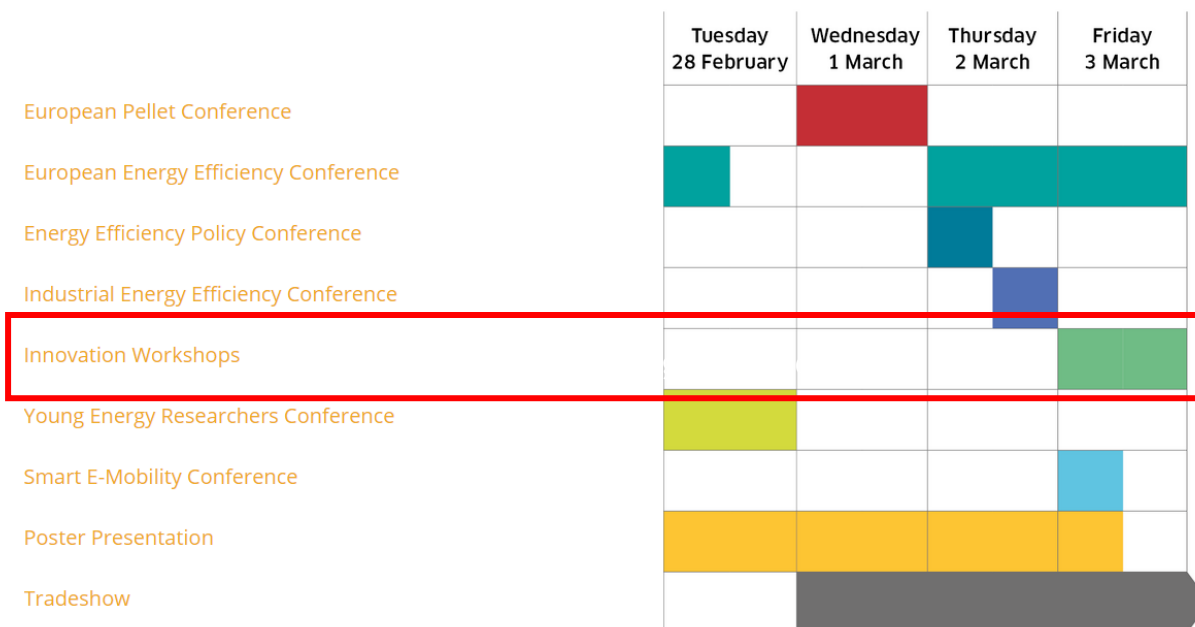 Tuesday
28 February
Wednesday
1 March
Thursday
2 March
Friday
3 March
European Pellet Conference
European Energy Efficiency Conference
Energy Efficiency Policy Conference
Industrial Energy Efficiency Conference
Innovation Workshops
Young Energy Researchers Conference
Smart E-Mobility Conference
Poster Presentation
Tradeshow